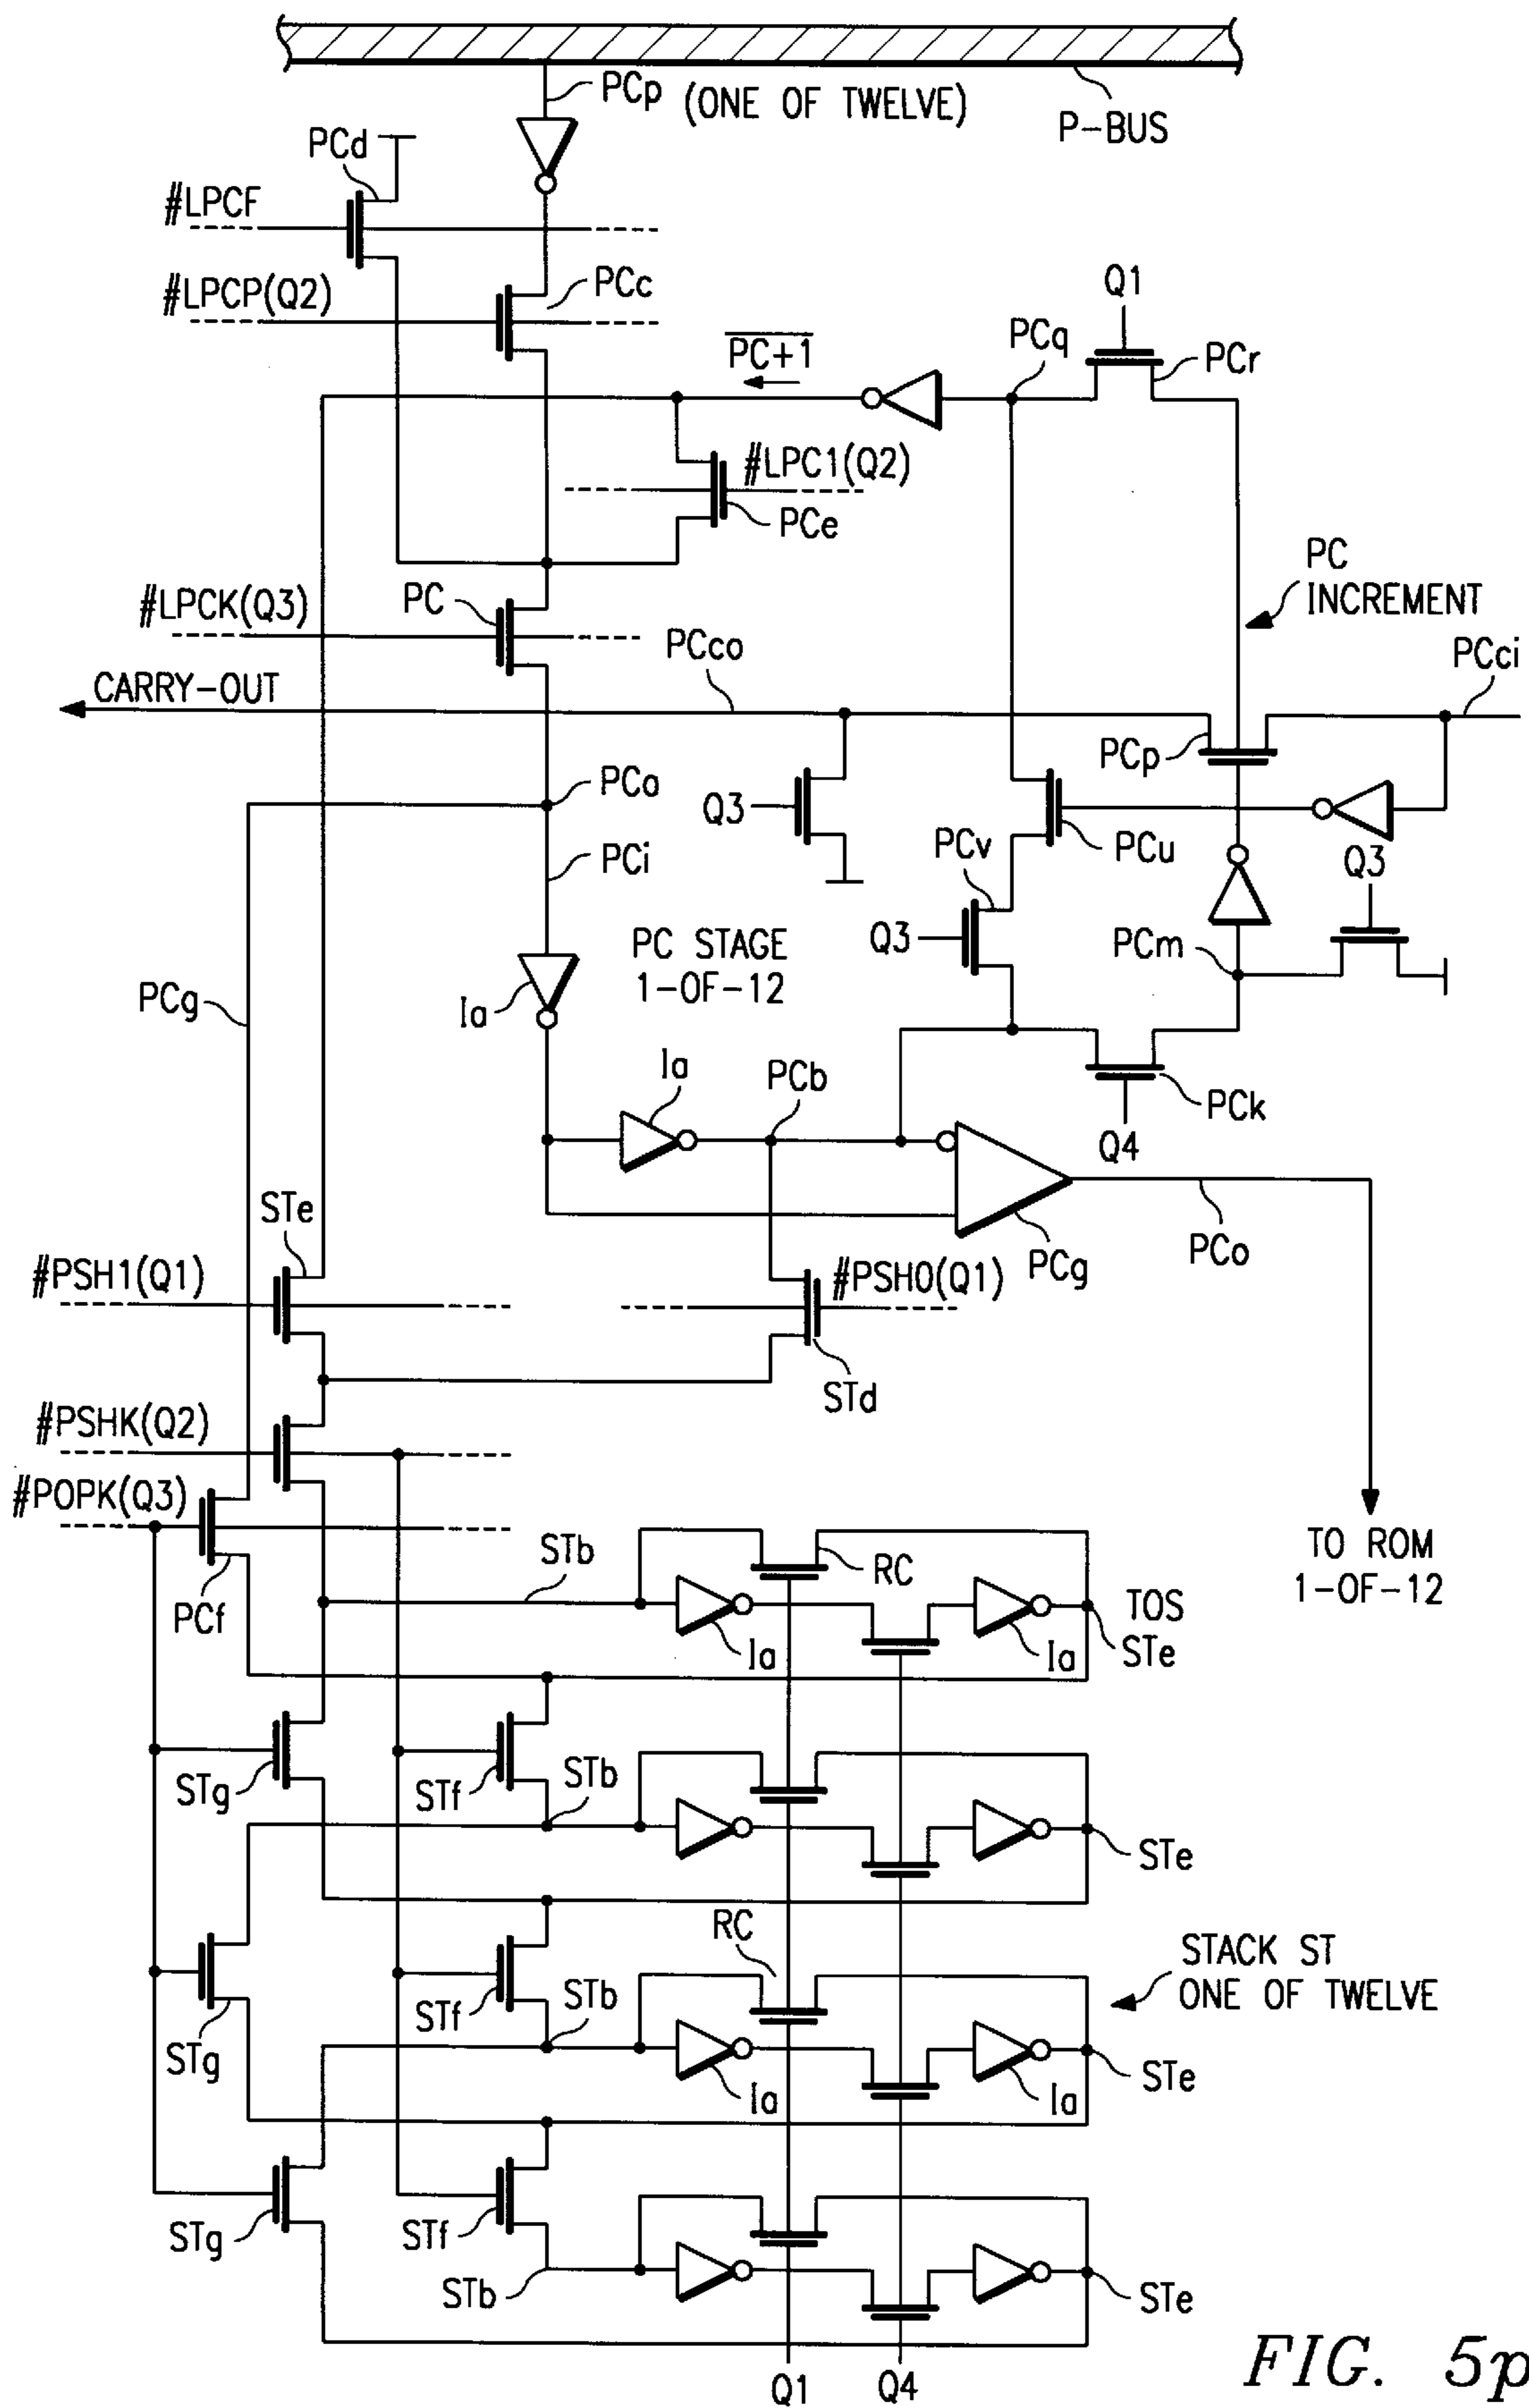 PCp (ONE OF TWELVE)
P-BUS
PCd
#LPCF
#LPCP(Q2)
PCc
Q1
PC+1
PCq
PCr
#LPC1(Q2)
PCe
PC
INCREMENT
#LPCK(Q3)
PC
PCco
PCci
CARRY-OUT
PCp
PCa
Q3
PCu
PCv
Q3
PCi
Q3
PC STAGE
1-OF-12
PCm
PCg
Ia
Ia
PCb
PCk
Q4
STe
PCg
PCo
#PSH1(Q1)
#PSH0(Q1)
STd
#PSHK(Q2)
#POPK(Q3)
TO ROM
1-OF-12
STb
RC
PCf
Ia
Ia
TOS
STe
STg
STf
STb
STe
RC
STACK ST
ONE OF TWELVE
STg
STf
STb
Ia
Ia
STe
STg
STf
STb
STe
Q1
Q4
FIG. 5p